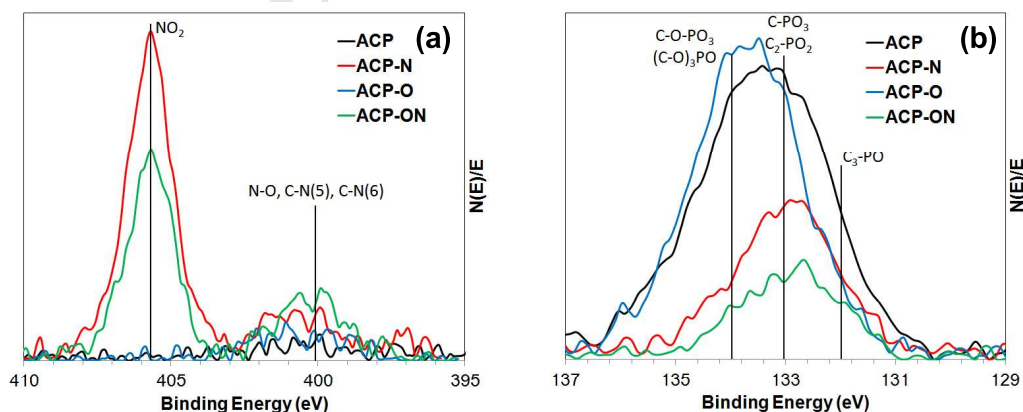 NO2
(a)
ACP
ACP-N
ACP-O
ACP-ON
N-O, C-N(5), C-N(6)
410
405
400
395
Binding Energy (eV)
N(E)/E
C-O-PO3
(C-O)3PO
C-PO3
C2-PO2
(b)
ACP
ACP-N
ACP-O
ACP-ON
C3-PO
137
135
133
131
129
Binding Energy (eV)
N(E)/E